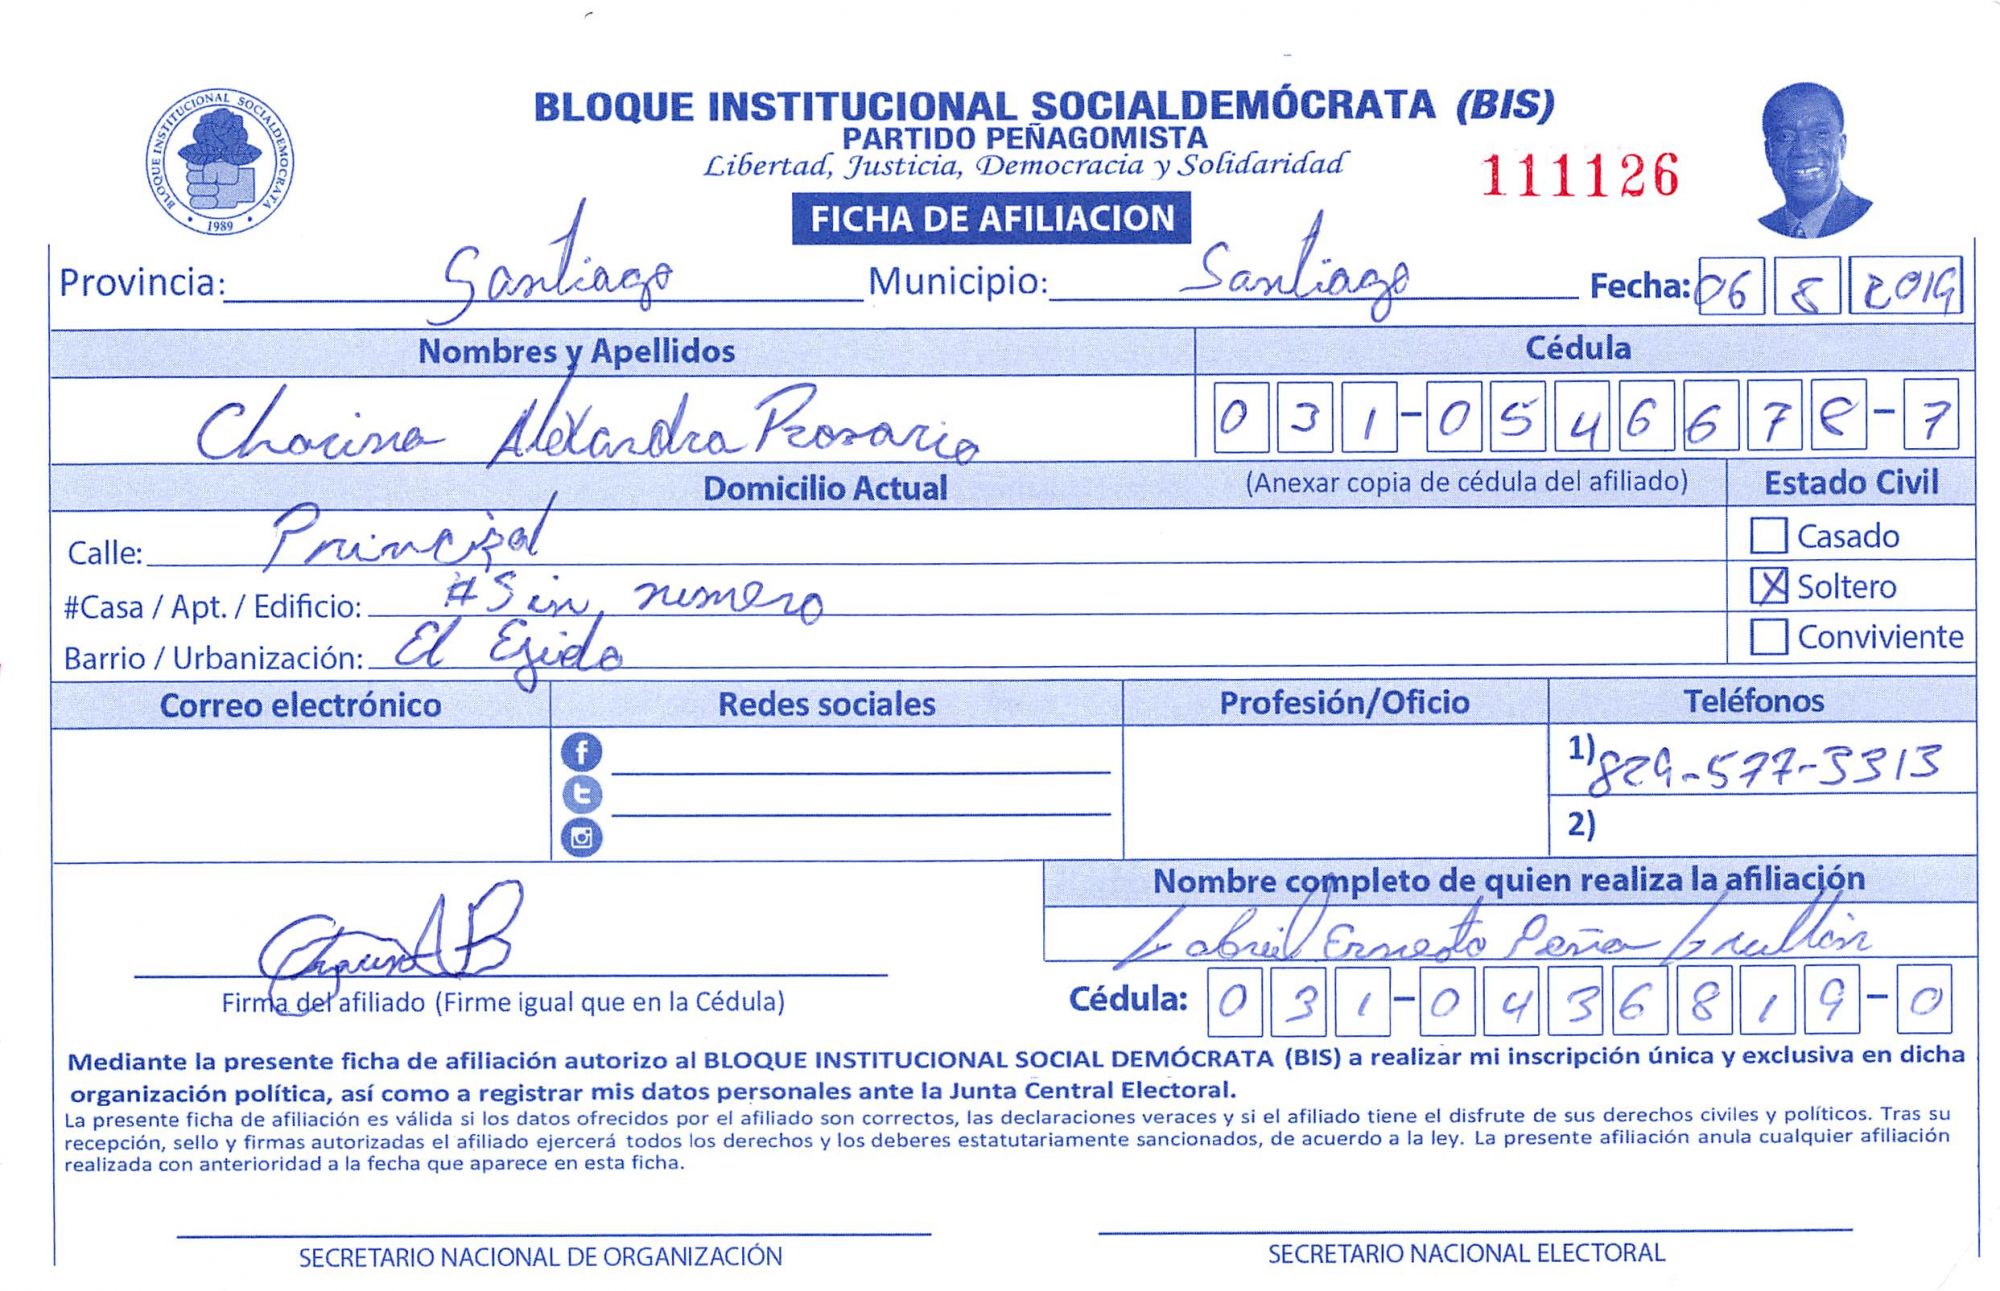 BLOQUE INSTITUCIONAL SOCIALDEMÓCRATA (BIS)
PARTIDO PEÑAGOMISTA
Libertad, Justicia, Democracia y Solidaridad
BLOQUE INSTITUCIONAL SOCIALDEMOCRATA
1989
111126
FICHA DE AFILIACION
Provincia: Santiago Municipio: Santiago Fecha: 06 8 2019
Nombres y Apellidos Cédula
Alexandra Rosario 031-0546678-7
Domicilio Actual (Anexar copia de cédula del afiliado) Estado Civil
Calle: Principal Casado
#Casa / Apt. / Edificio: #Sin numero X Soltero
Barrio / Urbanización: El Egido Conviviente
Correo electrónico Redes sociales Profesión/Oficio Teléfonos
1) 829-577-3313
2)
Nombre completo de quien realiza la afiliación
Gabriel Ernesto Peña Grullón
Firma del afiliado (Firme igual que en la Cédula) Cédula: 031-0436819-0
Mediante la presente ficha de afiliación autorizo al BLOQUE INSTITUCIONAL SOCIAL DEMÓCRATA (BIS) a realizar mi inscripción única y exclusiva en dicha
organización política, así como a registrar mis datos personales ante la Junta Central Electoral.
La presente ficha de afiliación es válida si los datos ofrecidos por el afiliado son correctos, las declaraciones veraces y si el afiliado tiene el disfrute de sus derechos civiles y políticos. Tras su
recepción, sello y firmas autorizadas el afiliado ejercerá todos los derechos y los deberes estatutariamente sancionados, de acuerdo a la ley. La presente afiliación anula cualquier afiliación
realizada con anterioridad a la fecha que aparece en esta ficha.
SECRETARIO NACIONAL DE ORGANIZACIÓN SECRETARIO NACIONAL ELECTORAL